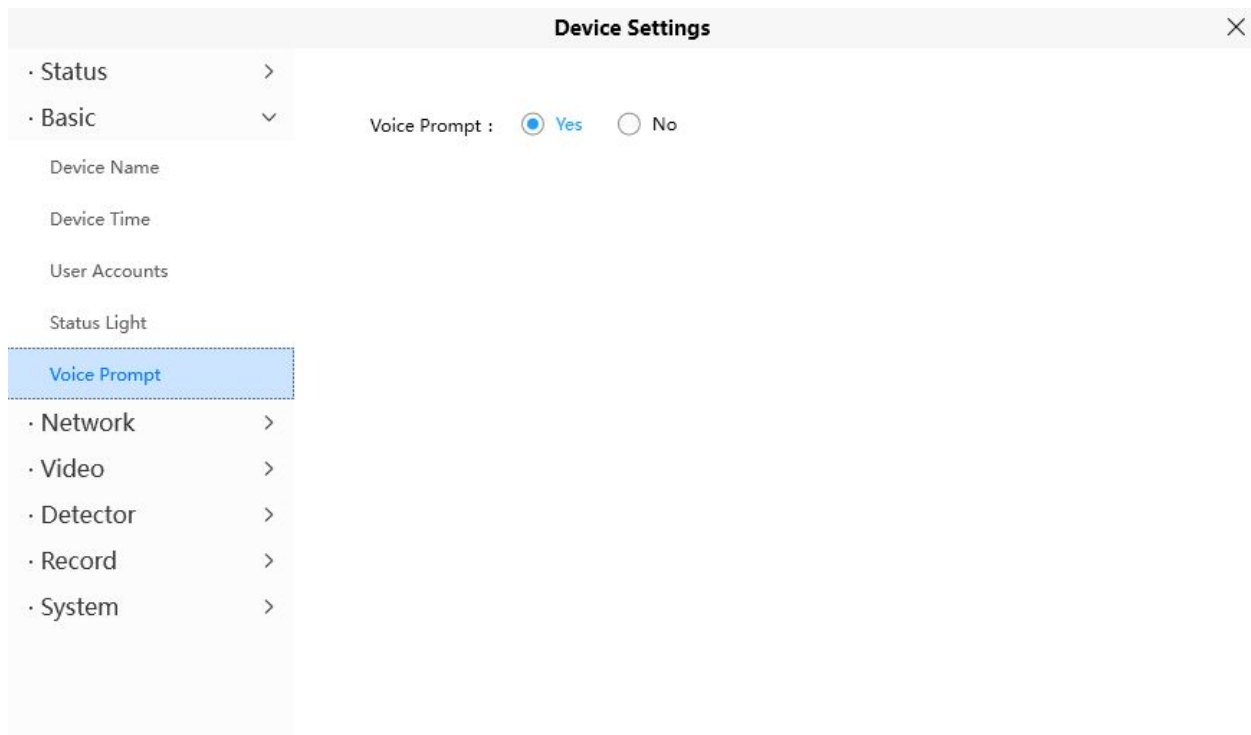 Device Settings
· Status
· Basic
Device Name
Device Time
User Accounts
Status Light
Voice Prompt
· Network
· Video
· Detector
· Record
· System
Voice Prompt : Yes No